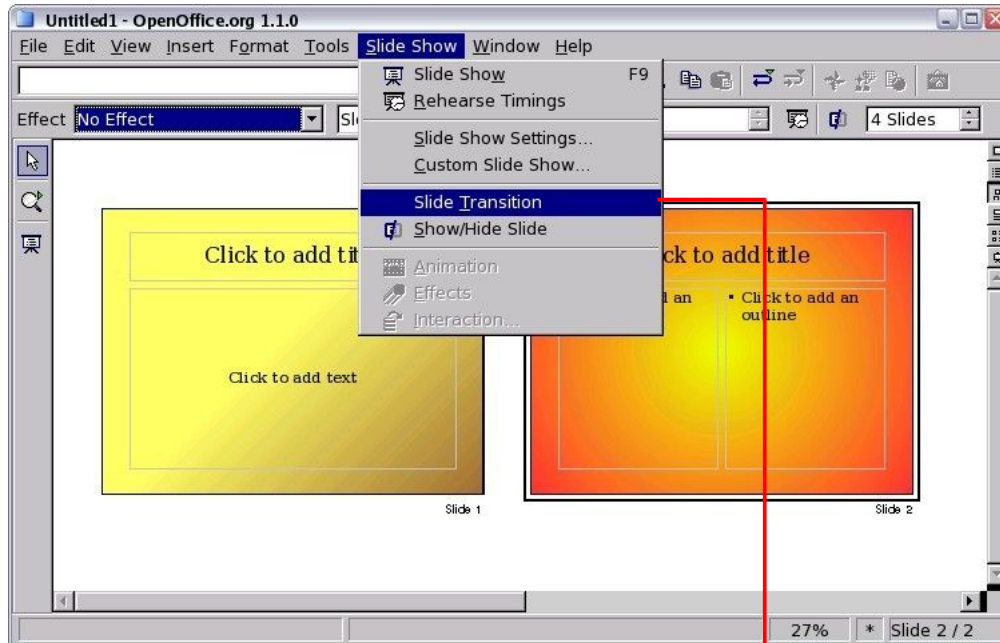 Untitled1 - OpenOffice.org 1.1.0
File Edit View Insert Format Tools Slide Show Window Help
Slide Show F9
Rehearse Timings
Effect No Effect 4 Slides
Slide Show Settings...
Custom Slide Show...
Slide Transition
Show/Hide Slide
Animation
Effects
Interaction...
Click to add
Click to add text
to add title
an
• Click to add an
outline
Slide 1
Slide 2
27% * Slide 2 / 2